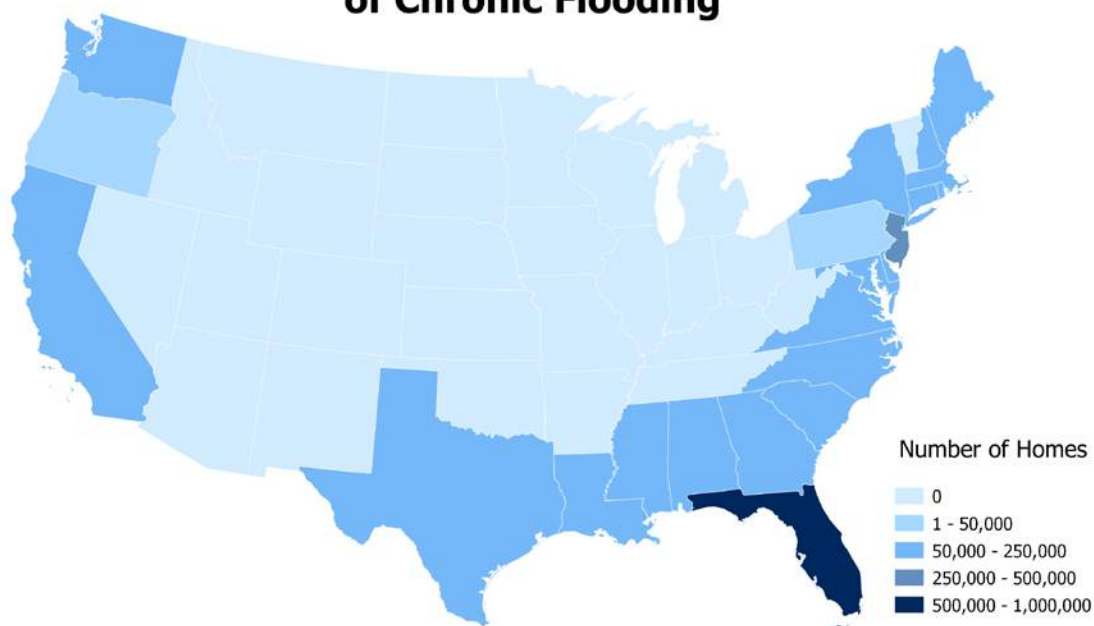 of Chronic Flooding
Number of Homes
0
1 - 50,000
50,000 - 250,000
250,000 - 500,000
500,000 - 1,000,000